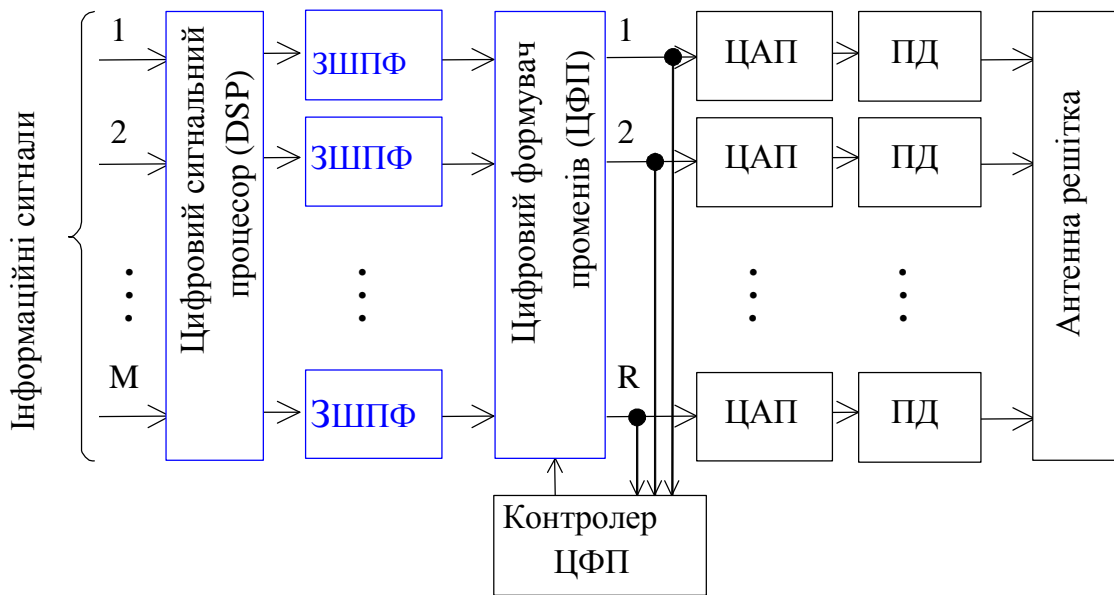 Інформаційні сигнали
1
2
M
Цифровий сигнальний
процесор (DSP)
ЗШПФ
ЗШПФ
ЗШПФ
Цифровий формувач
променів (ЦФП)
1
2
R
ЦАП
ПД
ЦАП
ПД
ЦАП
ПД
Антенна решітка
Контролер
ЦФП